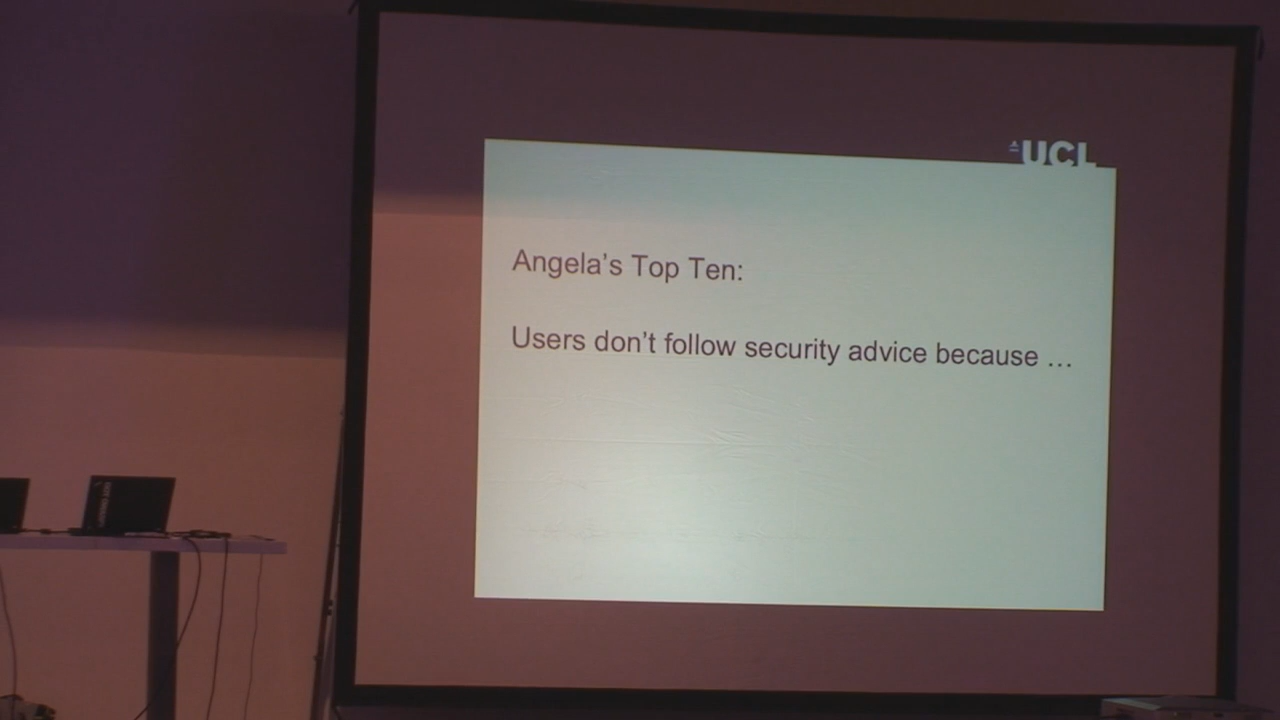 UCL
Angela's Top Ten:
Users don't follow security advice because …